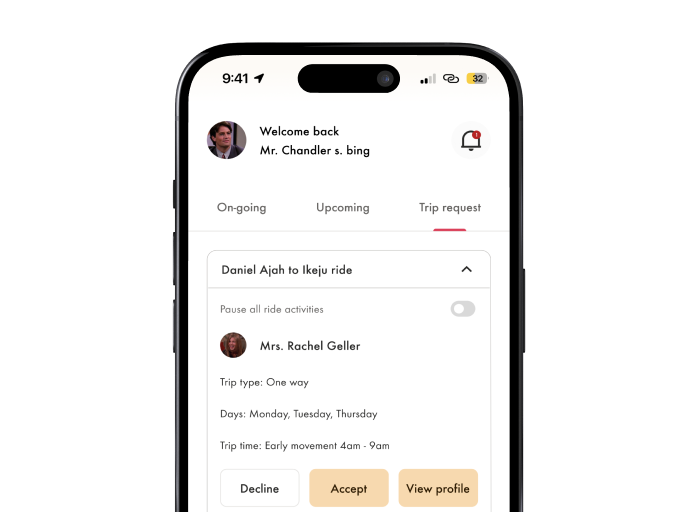 9:41
32
Welcome back
Mr. Chandler s. bing
On-going Upcoming Trip request
Daniel Ajah to Ikeju ride
Pause all ride activities
Mrs. Rachel Geller
Trip type: One way
Days: Monday, Tuesday, Thursday
Trip time: Early movement 4am - 9am
Decline Accept View profile